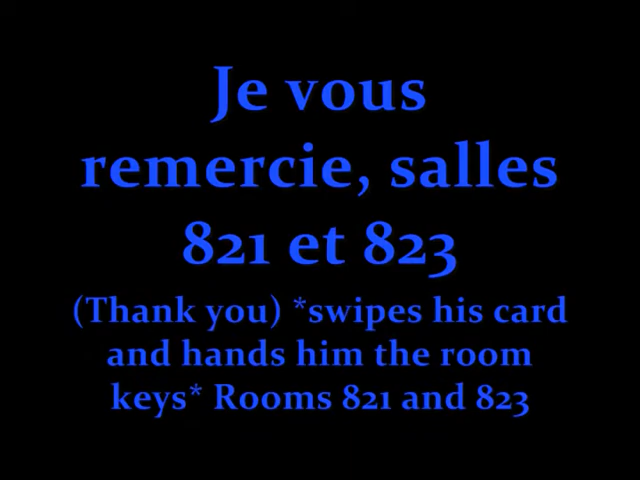 Je vous
remercie, salles
821 et 823
(Thank you) *swipes his card
and hands him the room
keys* Rooms 821 and 823